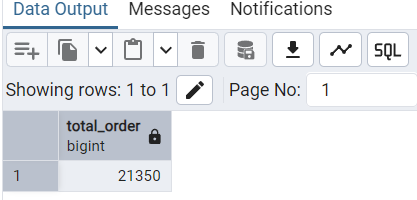 Data Output Messages Notifications
SQL
Showing rows: 1 to 1 Page No: 1
total_order
bigint
1 21350